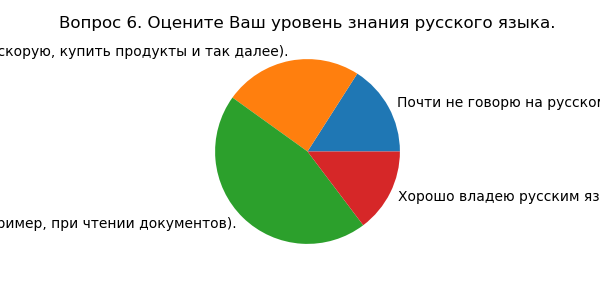 Вопрос 6. Оцените Ваш уровень знания русского языка.
скорую, купить продукты и так далее).
Почти не говорю на русском
Хорошо владею русским яз
ример, при чтении документов).